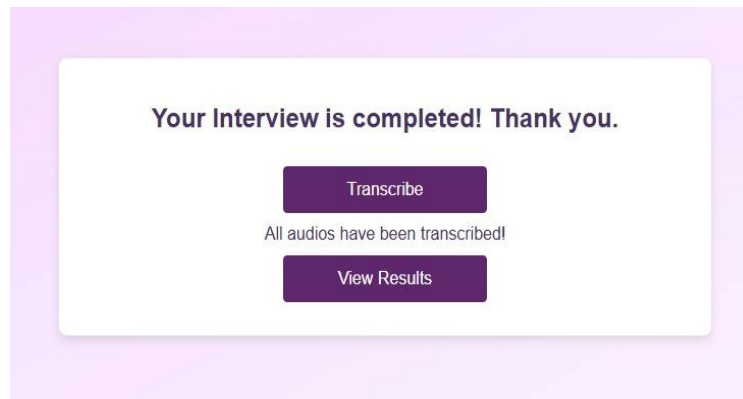 Your Interview is completed! Thank you.
Transcribe
All audios have been transcribed!
View Results